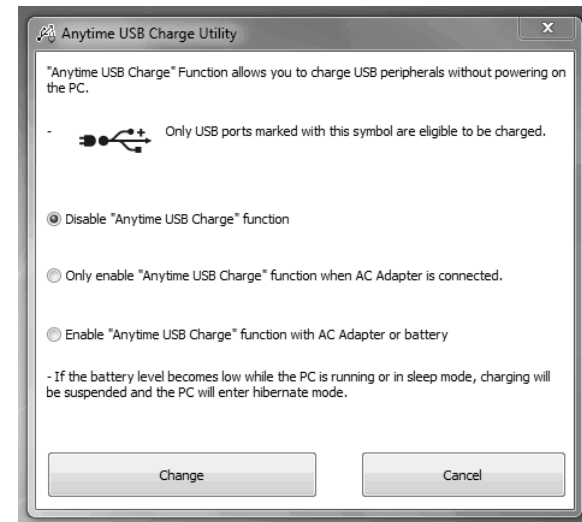 Anytime USB Charge Utility
"Anytime USB Charge" Function allows you to charge USB peripherals without powering on
the PC.
- Only USB ports marked with this symbol are eligible to be charged.
Disable "Anytime USB Charge" function
Only enable "Anytime USB Charge" function when AC Adapter is connected.
Enable "Anytime USB Charge" function with AC Adapter or battery
- If the battery level becomes low while the PC is running or in sleep mode, charging will
be suspended and the PC will enter hibernate mode.
Change
Cancel